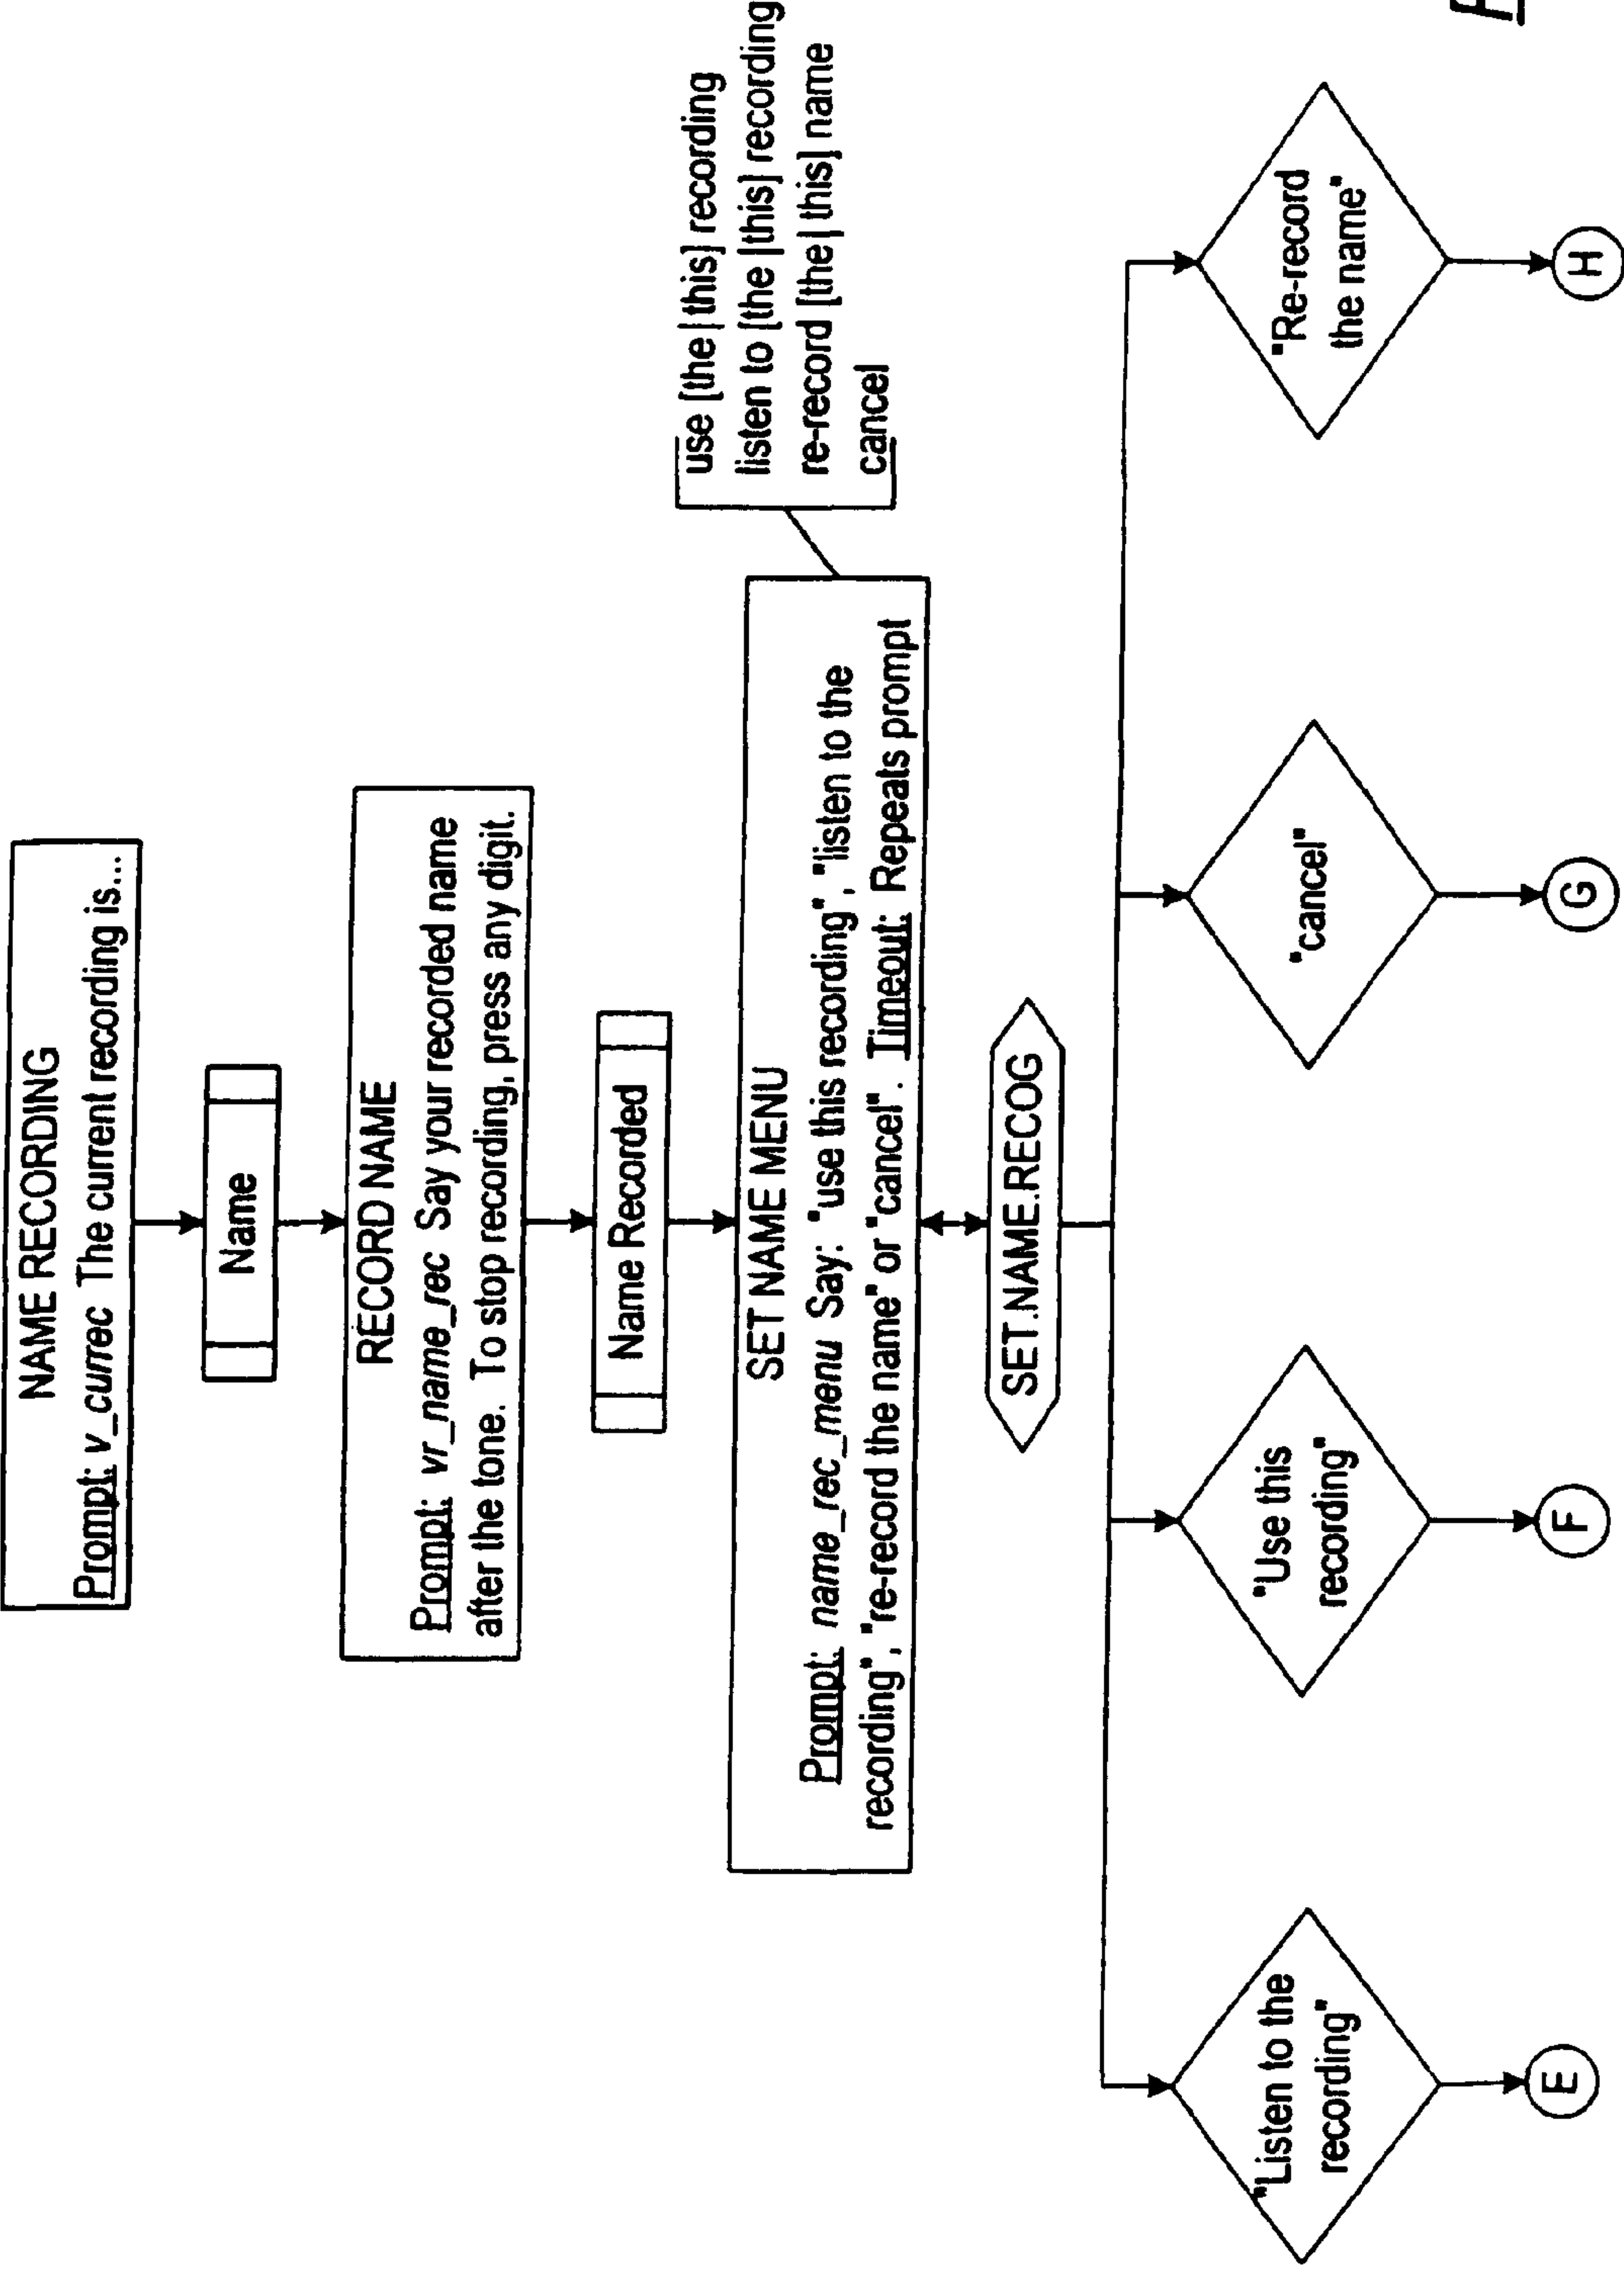 NAME RECORDING
Prompt: v_currec The current recording is...
Name
RECORD NAME
Prompt: vr_name_rec Say your recorded name
after the tone. To stop recording, press any digit.
Name Recorded
SET NAME MENU
Prompt: name_rec_menu Say: "use this recording", "listen to the
recording", "re-record the name" or "cancel". Timeout: Repeats prompt
use [the | this] recording
listen to [the | this] recording
re-record [the | this] name
cancel
SET.NAME.RECOG
"Listen to the
recording"
"Use this
recording"
"cancel"
"Re-record
the name"
E
F
G
H